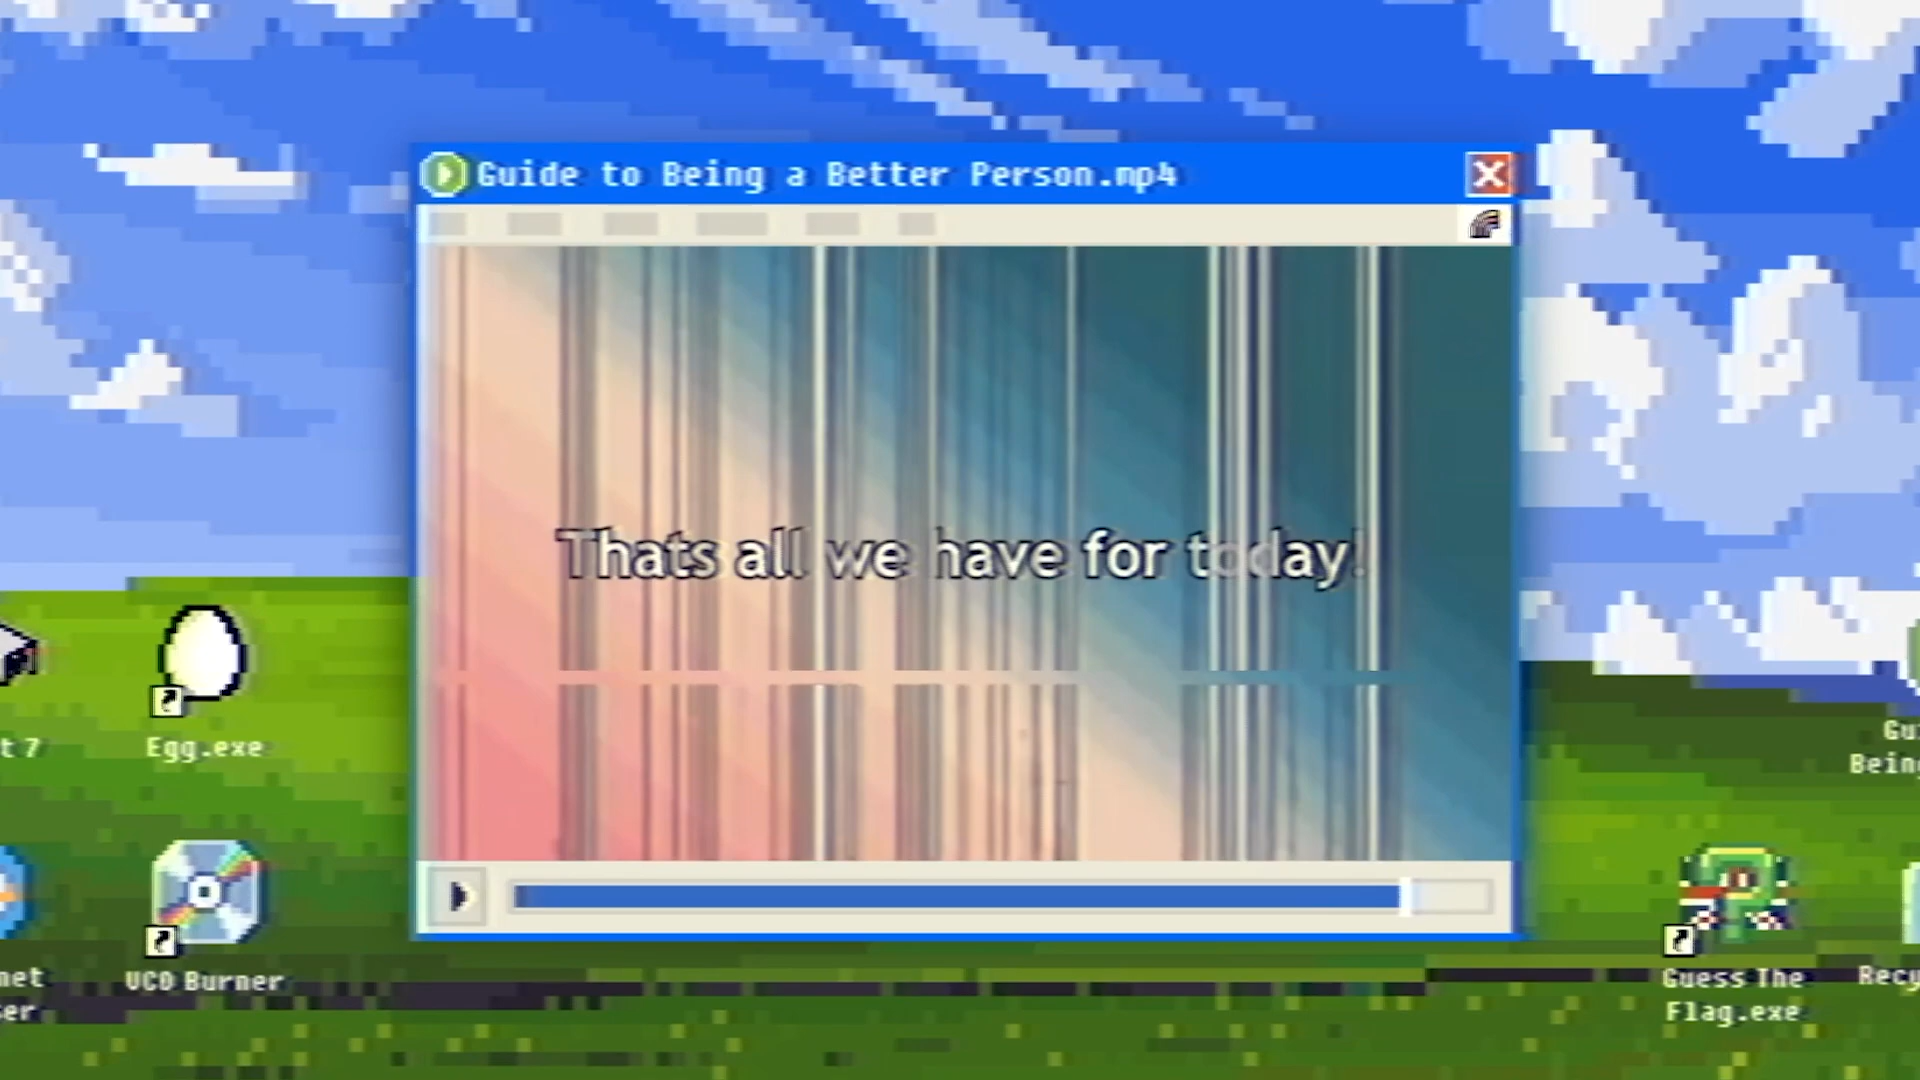 Guide to Being a Better Person.mp4
Thats all we have for today!
t 7
Egg.exe
VCD Burner
Guess The
Flag.exe